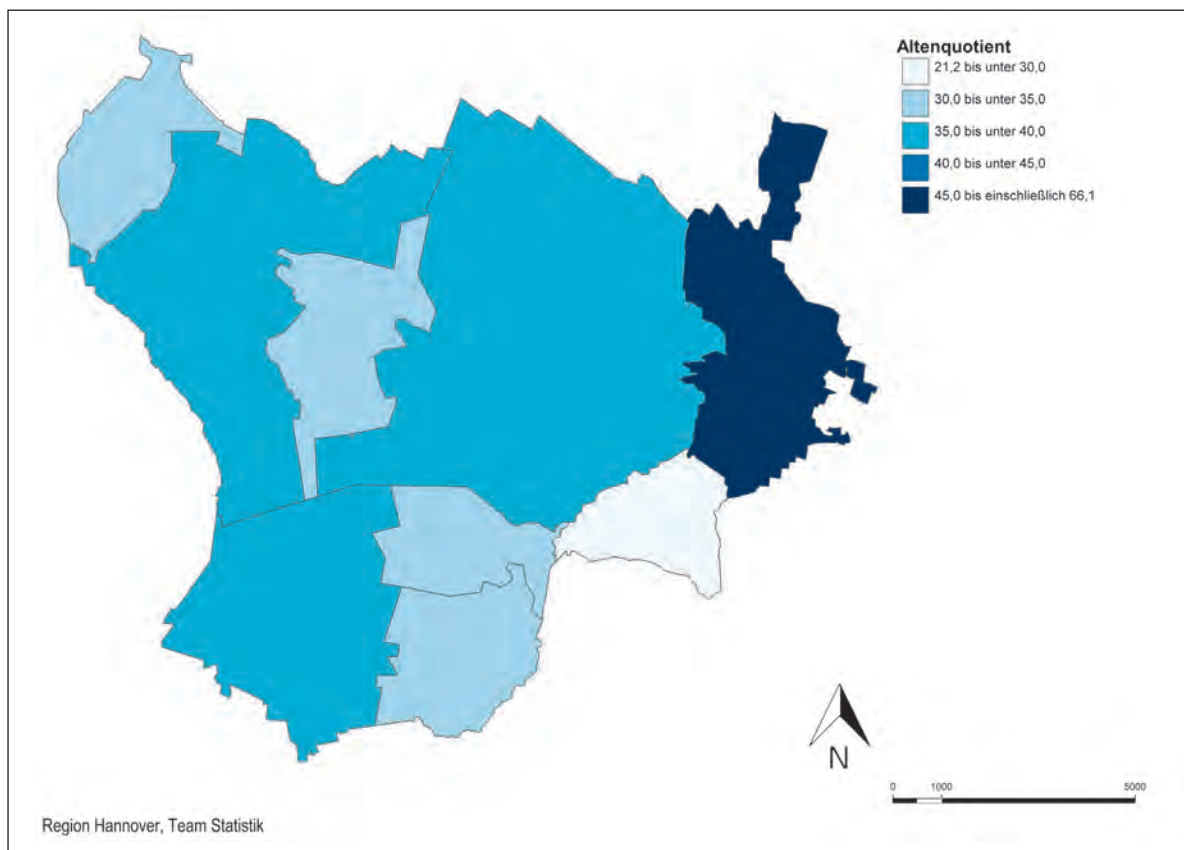 Altenquotient
21,2 bis unter 30,0
30,0 bis unter 35,0
35,0 bis unter 40,0
40,0 bis unter 45,0
45,0 bis einschließlich 66,1
N
0 1000 5000
Region Hannover, Team Statistik